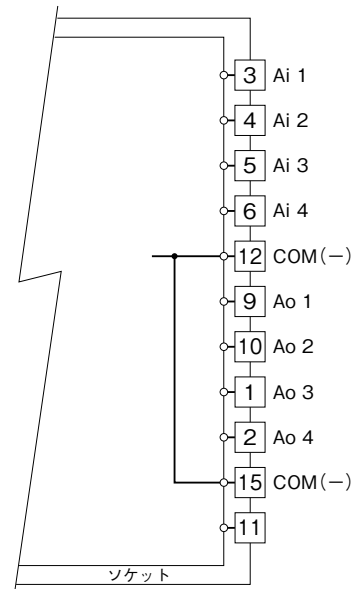 3 Ai 1
4 Ai 2
5 Ai 3
6 Ai 4
12 COM(−)
9 Ao 1
10 Ao 2
1 Ao 3
2 Ao 4
15 COM(−)
11
ソケット